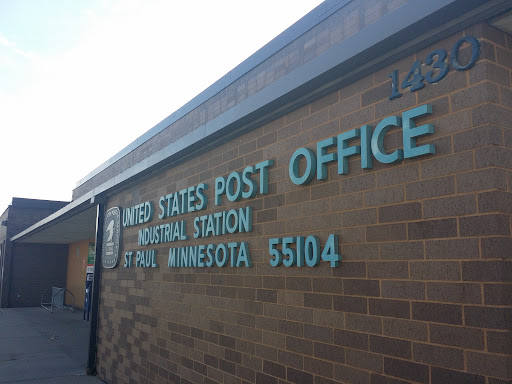 1430
UNITED STATES POST OFFICE
INDUSTRIAL STATION
ST PAUL MINNESOTA 55104